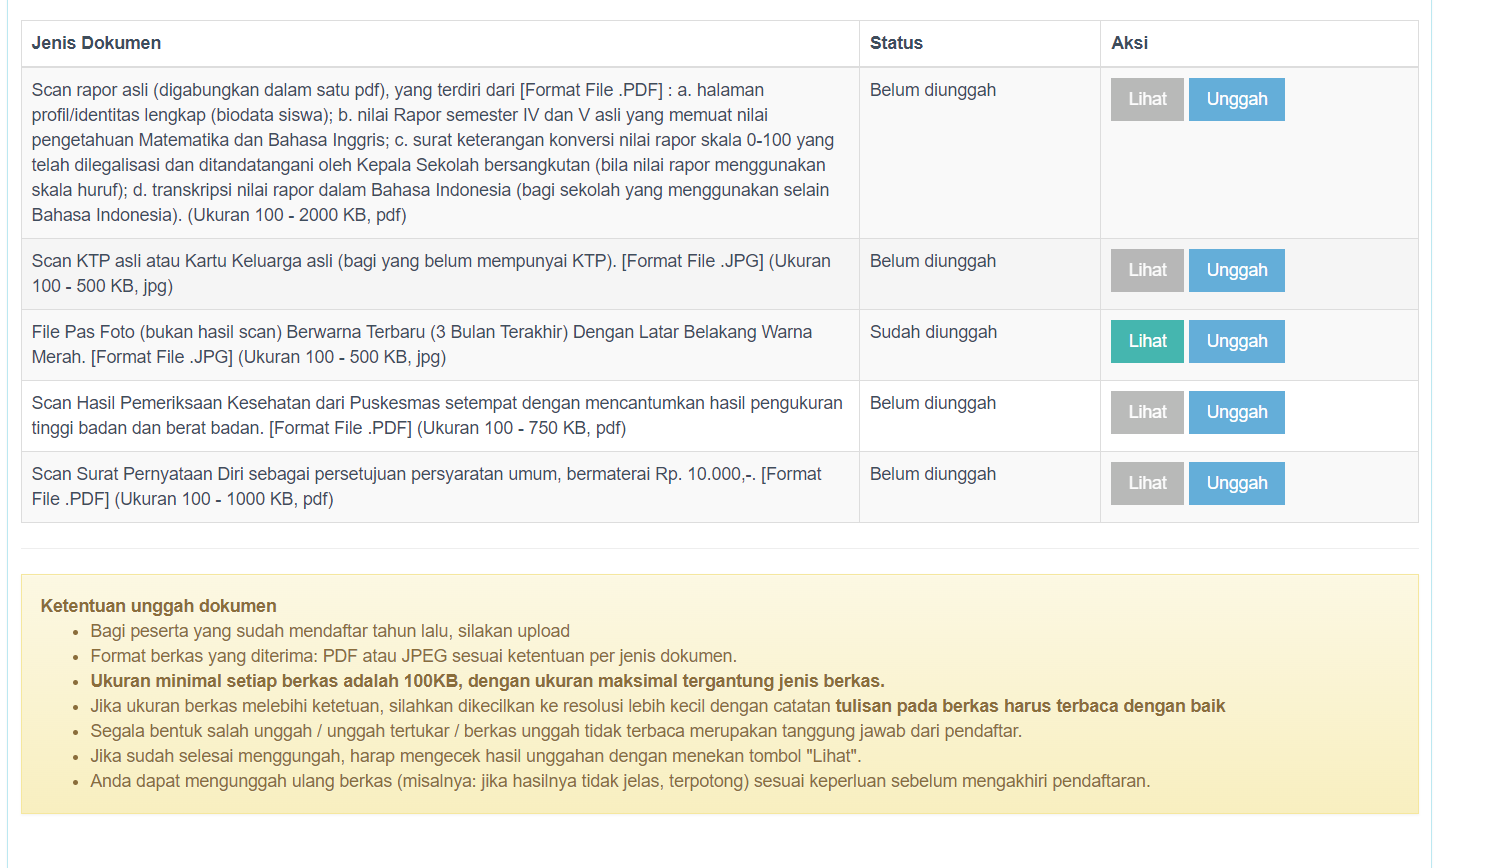 Jenis Dokumen Status Aksi
Scan rapor asli (digabungkan dalam satu pdf), yang terdiri dari [Format File .PDF] : a. halaman
profil/identitas lengkap (biodata siswa); b. nilai Rapor semester IV dan V asli yang memuat nilai
pengetahuan Matematika dan Bahasa Inggris; c. surat keterangan konversi nilai rapor skala 0-100 yang
telah dilegalisasi dan ditandatangani oleh Kepala Sekolah bersangkutan (bila nilai rapor menggunakan
skala huruf); d. transkripsi nilai rapor dalam Bahasa Indonesia (bagi sekolah yang menggunakan selain
Bahasa Indonesia). (Ukuran 100 - 2000 KB, pdf)
Belum diunggah
Lihat Unggah
Scan KTP asli atau Kartu Keluarga asli (bagi yang belum mempunyai KTP). [Format File .JPG] (Ukuran
100 - 500 KB, jpg)
Belum diunggah
Lihat Unggah
File Pas Foto (bukan hasil scan) Berwarna Terbaru (3 Bulan Terakhir) Dengan Latar Belakang Warna
Merah. [Format File .JPG] (Ukuran 100 - 500 KB, jpg)
Sudah diunggah
Lihat Unggah
Scan Hasil Pemeriksaan Kesehatan dari Puskesmas setempat dengan mencantumkan hasil pengukuran
tinggi badan dan berat badan. [Format File .PDF] (Ukuran 100 - 750 KB, pdf)
Belum diunggah
Lihat Unggah
Scan Surat Pernyataan Diri sebagai persetujuan persyaratan umum, bermaterai Rp. 10.000,-. [Format
File .PDF] (Ukuran 100 - 1000 KB, pdf)
Belum diunggah
Lihat Unggah
Ketentuan unggah dokumen
• Bagi peserta yang sudah mendaftar tahun lalu, silakan upload
• Format berkas yang diterima: PDF atau JPEG sesuai ketentuan per jenis dokumen.
• Ukuran minimal setiap berkas adalah 100KB, dengan ukuran maksimal tergantung jenis berkas.
• Jika ukuran berkas melebihi ketetuan, silahkan dikecilkan ke resolusi lebih kecil dengan catatan tulisan pada berkas harus terbaca dengan baik
• Segala bentuk salah unggah / unggah tertukar / berkas unggah tidak terbaca merupakan tanggung jawab dari pendaftar.
• Jika sudah selesai menggungah, harap mengecek hasil unggahan dengan menekan tombol "Lihat".
• Anda dapat mengunggah ulang berkas (misalnya: jika hasilnya tidak jelas, terpotong) sesuai keperluan sebelum mengakhiri pendaftaran.